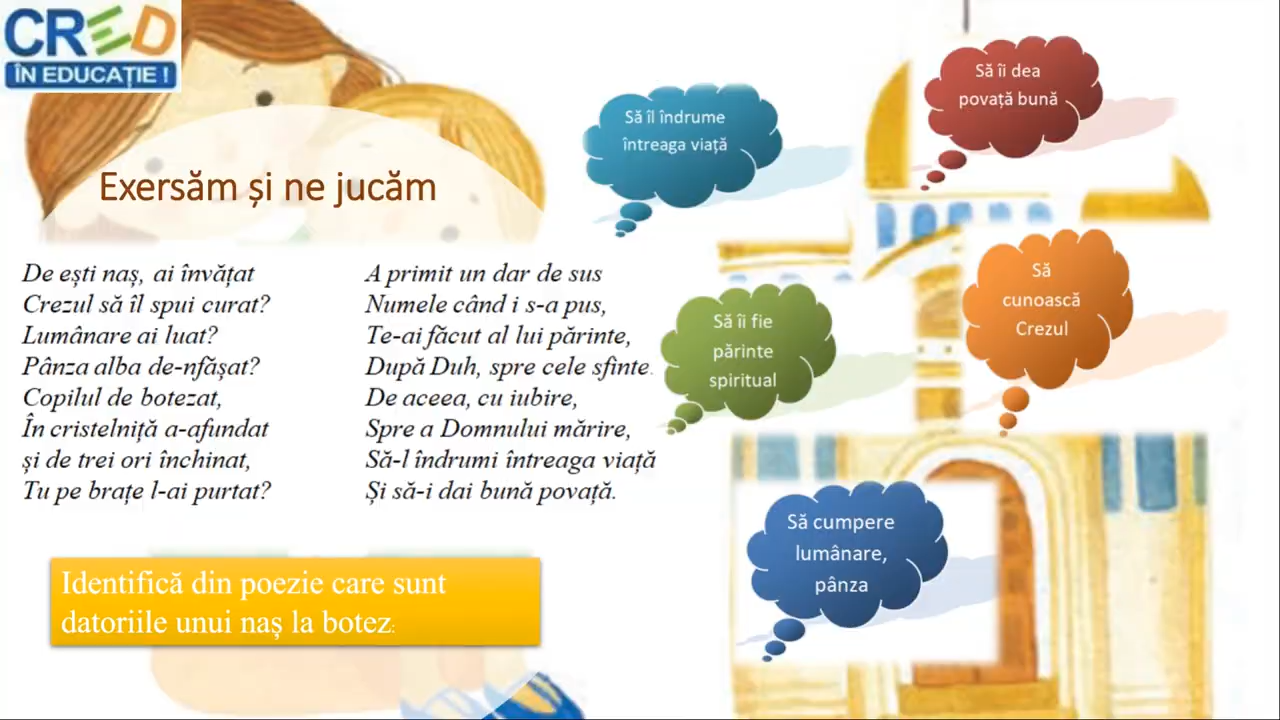 CRED
ÎN EDUCAȚIE !
Exersăm și ne jucăm
De ești naș, ai învățat
Crezul să îl spui curat?
Lumânare ai luat?
Pânza alba de-nfășat?
Copilul de botezat,
În cristelniță a-afundat
și de trei ori închinat,
Tu pe brațe l-ai purtat?
A primit un dar de sus
Numele când i s-a pus,
Te-ai făcut al lui părinte,
După Duh, spre cele sfinte.
De aceea, cu iubire,
Spre a Domnului mărire,
Să-l îndrumi întreaga viață
Și să-i dai bună povață.
Identifică din poezie care sunt
datoriile unui naș la botez:
Să îl îndrume
întreaga viață
Să îi dea
povață bună
Să îi fie
părinte
spiritual
Să
cunoască
Crezul
Să cumpere
lumânare,
pânza